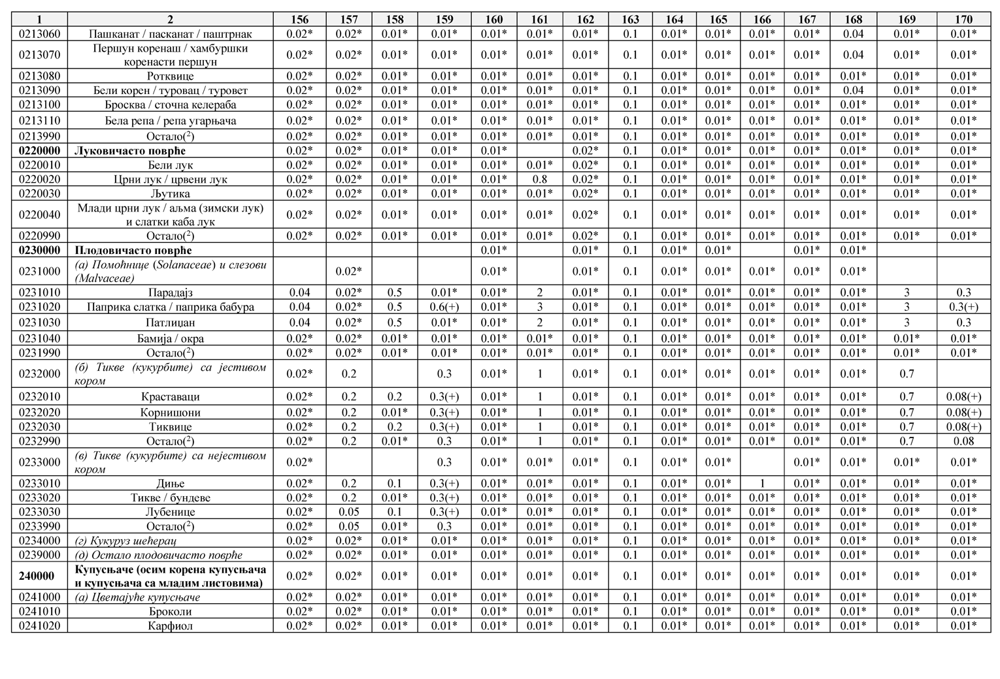 1 2 156 157 158 159 160 161 162 163 164 165 166 167 168 169 170
0213060 Пашканат / пасканат / паштрнак 0.02* 0.02* 0.01* 0.01* 0.01* 0.01* 0.01* 0.1 0.01* 0.01* 0.01* 0.01* 0.04 0.01* 0.01*
0213070 Першун коренаш / хамбуршки
коренасти першун 0.02* 0.02* 0.01* 0.01* 0.01* 0.01* 0.01* 0.1 0.01* 0.01* 0.01* 0.01* 0.04 0.01* 0.01*
0213080 Ротквице 0.02* 0.02* 0.01* 0.01* 0.01* 0.01* 0.01* 0.1 0.01* 0.01* 0.01* 0.01* 0.01* 0.01* 0.01*
0213090 Бели корен / туровац / туровет 0.02* 0.02* 0.01* 0.01* 0.01* 0.01* 0.01* 0.1 0.01* 0.01* 0.01* 0.01* 0.04 0.01* 0.01*
0213100 Бросква / сточна келераба 0.02* 0.02* 0.01* 0.01* 0.01* 0.01* 0.01* 0.1 0.01* 0.01* 0.01* 0.01* 0.01* 0.01* 0.01*
0213110 Бела репа / репа угарњача 0.02* 0.02* 0.01* 0.01* 0.01* 0.01* 0.01* 0.1 0.01* 0.01* 0.01* 0.01* 0.01* 0.01* 0.01*
0213990 Остало(2) 0.02* 0.02* 0.01* 0.01* 0.01* 0.01* 0.01* 0.1 0.01* 0.01* 0.01* 0.01* 0.01* 0.01* 0.01*
0220000 Луковичасто поврће 0.02* 0.02* 0.01* 0.01* 0.01* 0.02* 0.1 0.01* 0.01* 0.01* 0.01* 0.01* 0.01* 0.01*
0220010 Бели лук 0.02* 0.02* 0.01* 0.01* 0.01* 0.01* 0.02* 0.1 0.01* 0.01* 0.01* 0.01* 0.01* 0.01* 0.01*
0220020 Црни лук / црвени лук 0.02* 0.02* 0.01* 0.01* 0.01* 0.8 0.02* 0.1 0.01* 0.01* 0.01* 0.01* 0.01* 0.01* 0.01*
0220030 Љутика 0.02* 0.02* 0.01* 0.01* 0.01* 0.01* 0.02* 0.1 0.01* 0.01* 0.01* 0.01* 0.01* 0.01* 0.01*
0220040 Млади црни лук / аљма (зимски лук)
и слатки каба лук 0.02* 0.02* 0.01* 0.01* 0.01* 0.01* 0.02* 0.1 0.01* 0.01* 0.01* 0.01* 0.01* 0.01* 0.01*
0220990 Остало(2) 0.02* 0.02* 0.01* 0.01* 0.01* 0.01* 0.02* 0.1 0.01* 0.01* 0.01* 0.01* 0.01* 0.01* 0.01*
0230000 Плодовичасто поврће 0.01* 0.01* 0.1 0.01* 0.01* 0.01* 0.01*
0231000 (а) Помоћнице (Solanaceae) и слезови
(Malvaceae) 0.02* 0.01* 0.01* 0.1 0.01* 0.01* 0.01* 0.01* 0.01*
0231010 Парадајз 0.04 0.02* 0.5 0.01* 0.01* 2 0.01* 0.1 0.01* 0.01* 0.01* 0.01* 0.01* 3 0.3
0231020 Паприка слатка / паприка бабура 0.04 0.02* 0.5 0.6(+) 0.01* 3 0.01* 0.1 0.01* 0.01* 0.01* 0.01* 0.01* 3 0.3(+)
0231030 Патлиџан 0.04 0.02* 0.5 0.01* 0.01* 2 0.01* 0.1 0.01* 0.01* 0.01* 0.01* 0.01* 3 0.3
0231040 Бамија / окра 0.02* 0.02* 0.01* 0.01* 0.01* 0.01* 0.01* 0.1 0.01* 0.01* 0.01* 0.01* 0.01* 0.01* 0.01*
0231990 Остало(2) 0.02* 0.02* 0.01* 0.01* 0.01* 0.01* 0.01* 0.1 0.01* 0.01* 0.01* 0.01* 0.01* 0.01* 0.01*
0232000 (б) Тикве (кукурбите) са јестивом
кором 0.02* 0.2 0.3 0.01* 1 0.01* 0.1 0.01* 0.01* 0.01* 0.01* 0.01* 0.7
0232010 Краставаци 0.02* 0.2 0.2 0.3(+) 0.01* 1 0.01* 0.1 0.01* 0.01* 0.01* 0.01* 0.01* 0.7 0.08(+)
0232020 Корнишони 0.02* 0.2 0.01* 0.3(+) 0.01* 1 0.01* 0.1 0.01* 0.01* 0.01* 0.01* 0.01* 0.7 0.08(+)
0232030 Тиквице 0.02* 0.2 0.2 0.3(+) 0.01* 1 0.01* 0.1 0.01* 0.01* 0.01* 0.01* 0.01* 0.7 0.08(+)
0232990 Остало(2) 0.02* 0.2 0.01* 0.3 0.01* 1 0.01* 0.1 0.01* 0.01* 0.01* 0.01* 0.01* 0.7 0.08
0233000 (в) Тикве (кукурбите) са нејестивом
кором 0.02* 0.3 0.01* 0.01* 0.01* 0.1 0.01* 0.01* 0.01* 0.01* 0.01* 0.01*
0233010 Диње 0.02* 0.2 0.1 0.3(+) 0.01* 0.01* 0.01* 0.1 0.01* 0.01* 1 0.01* 0.01* 0.01* 0.01*
0233020 Тикве / бундеве 0.02* 0.2 0.01* 0.3(+) 0.01* 0.01* 0.01* 0.1 0.01* 0.01* 0.01* 0.01* 0.01* 0.01* 0.01*
0233030 Лубенице 0.02* 0.05 0.1 0.3(+) 0.01* 0.01* 0.01* 0.1 0.01* 0.01* 0.01* 0.01* 0.01* 0.01* 0.01*
0233990 Остало(2) 0.02* 0.05 0.01* 0.3 0.01* 0.01* 0.01* 0.1 0.01* 0.01* 0.01* 0.01* 0.01* 0.01* 0.01*
0234000 (г) Кукуруз шећерац 0.02* 0.02* 0.01* 0.01* 0.01* 0.01* 0.01* 0.1 0.01* 0.01* 0.01* 0.01* 0.01* 0.01* 0.01*
0239000 (д) Остало плодовичасто поврће 0.02* 0.02* 0.01* 0.01* 0.01* 0.01* 0.01* 0.1 0.01* 0.01* 0.01* 0.01* 0.01* 0.01* 0.01*
240000 Купусњаче (осим корена купусњача
и купусњача са младим листовима) 0.02* 0.02* 0.01* 0.01* 0.01* 0.01* 0.01* 0.1 0.01* 0.01* 0.01* 0.01* 0.01* 0.01* 0.01*
0241000 (а) Цветајуће купусњаче 0.02* 0.02* 0.01* 0.01* 0.01* 0.01* 0.01* 0.1 0.01* 0.01* 0.01* 0.01* 0.01* 0.01* 0.01*
0241010 Броколи 0.02* 0.02* 0.01* 0.01* 0.01* 0.01* 0.01* 0.1 0.01* 0.01* 0.01* 0.01* 0.01* 0.01* 0.01*
0241020 Карфиол 0.02* 0.02* 0.01* 0.01* 0.01* 0.01* 0.01* 0.1 0.01* 0.01* 0.01* 0.01* 0.01* 0.01* 0.01*